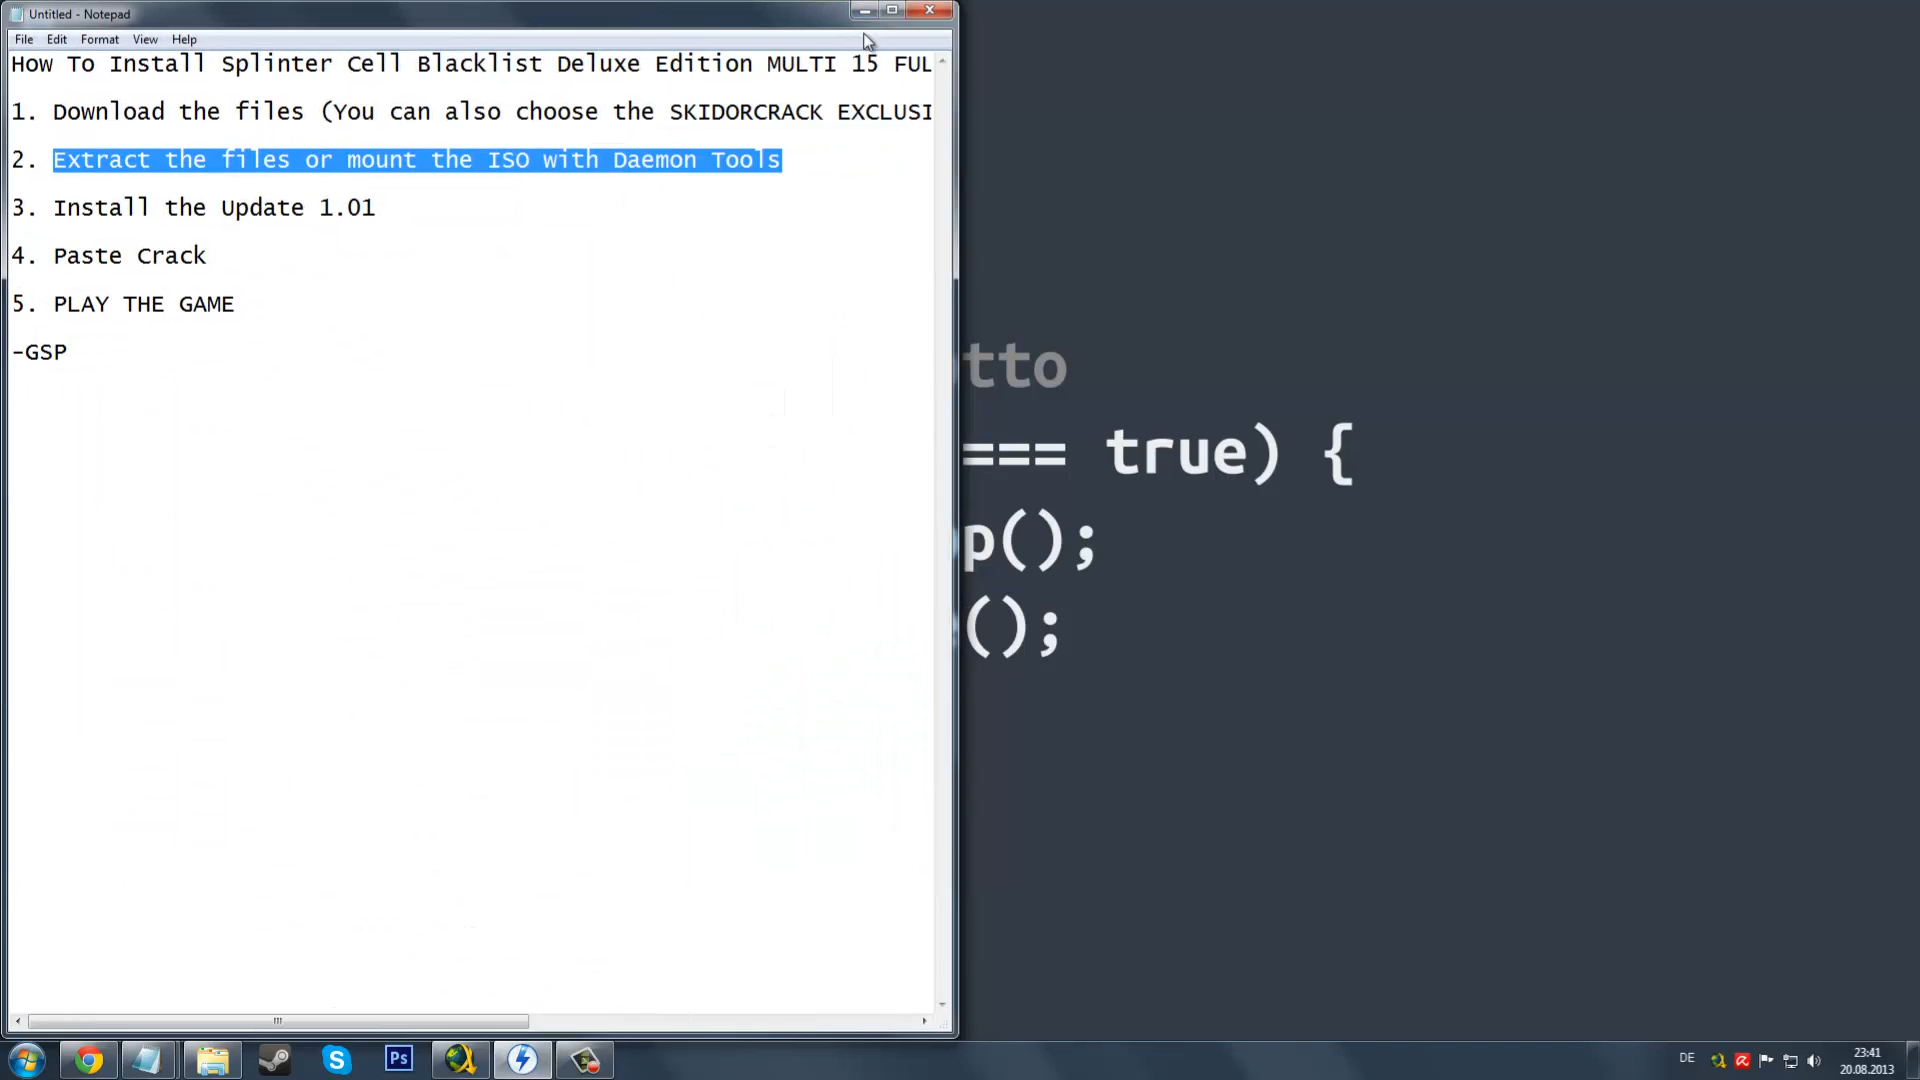 Untitled - Notepad
File Edit Format View Help
How To Install Splinter Cell Blacklist Deluxe Edition MULTI 15 FUL
1. Download the files (You can also choose the SKIDORCRACK EXCLUSI
2. Extract the files or mount the ISO with Daemon Tools
3. Install the Update 1.01
4. Paste Crack
5. PLAY THE GAME
-GSP
tto
=== true) {
p();
();
Ps
DE
23:41
20.08.2013